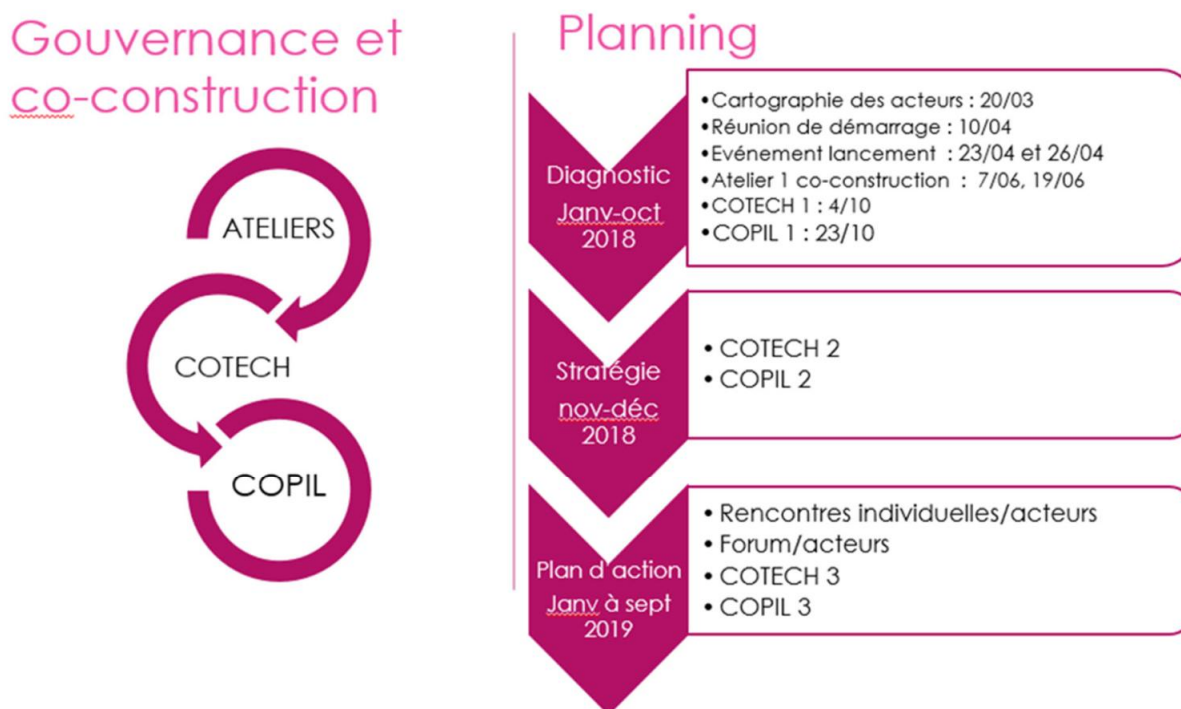 Gouvernance et
co-construction
ATELIERS
COTECH
COPIL
Planning
Diagnostic
Janv-oct
2018
•Cartographie des acteurs : 20/03
•Réunion de démarrage : 10/04
•Evénement lancement : 23/04 et 26/04
•Atelier 1 co-construction : 7/06, 19/06
•COTECH 1 : 4/10
•COPIL 1 : 23/10
Stratégie
nov-déc
2018
• COTECH 2
• COPIL 2
Plan d'action
Janv à sept
2019
• Rencontres individuelles/acteurs
• Forum/acteurs
• COTECH 3
• COPIL 3